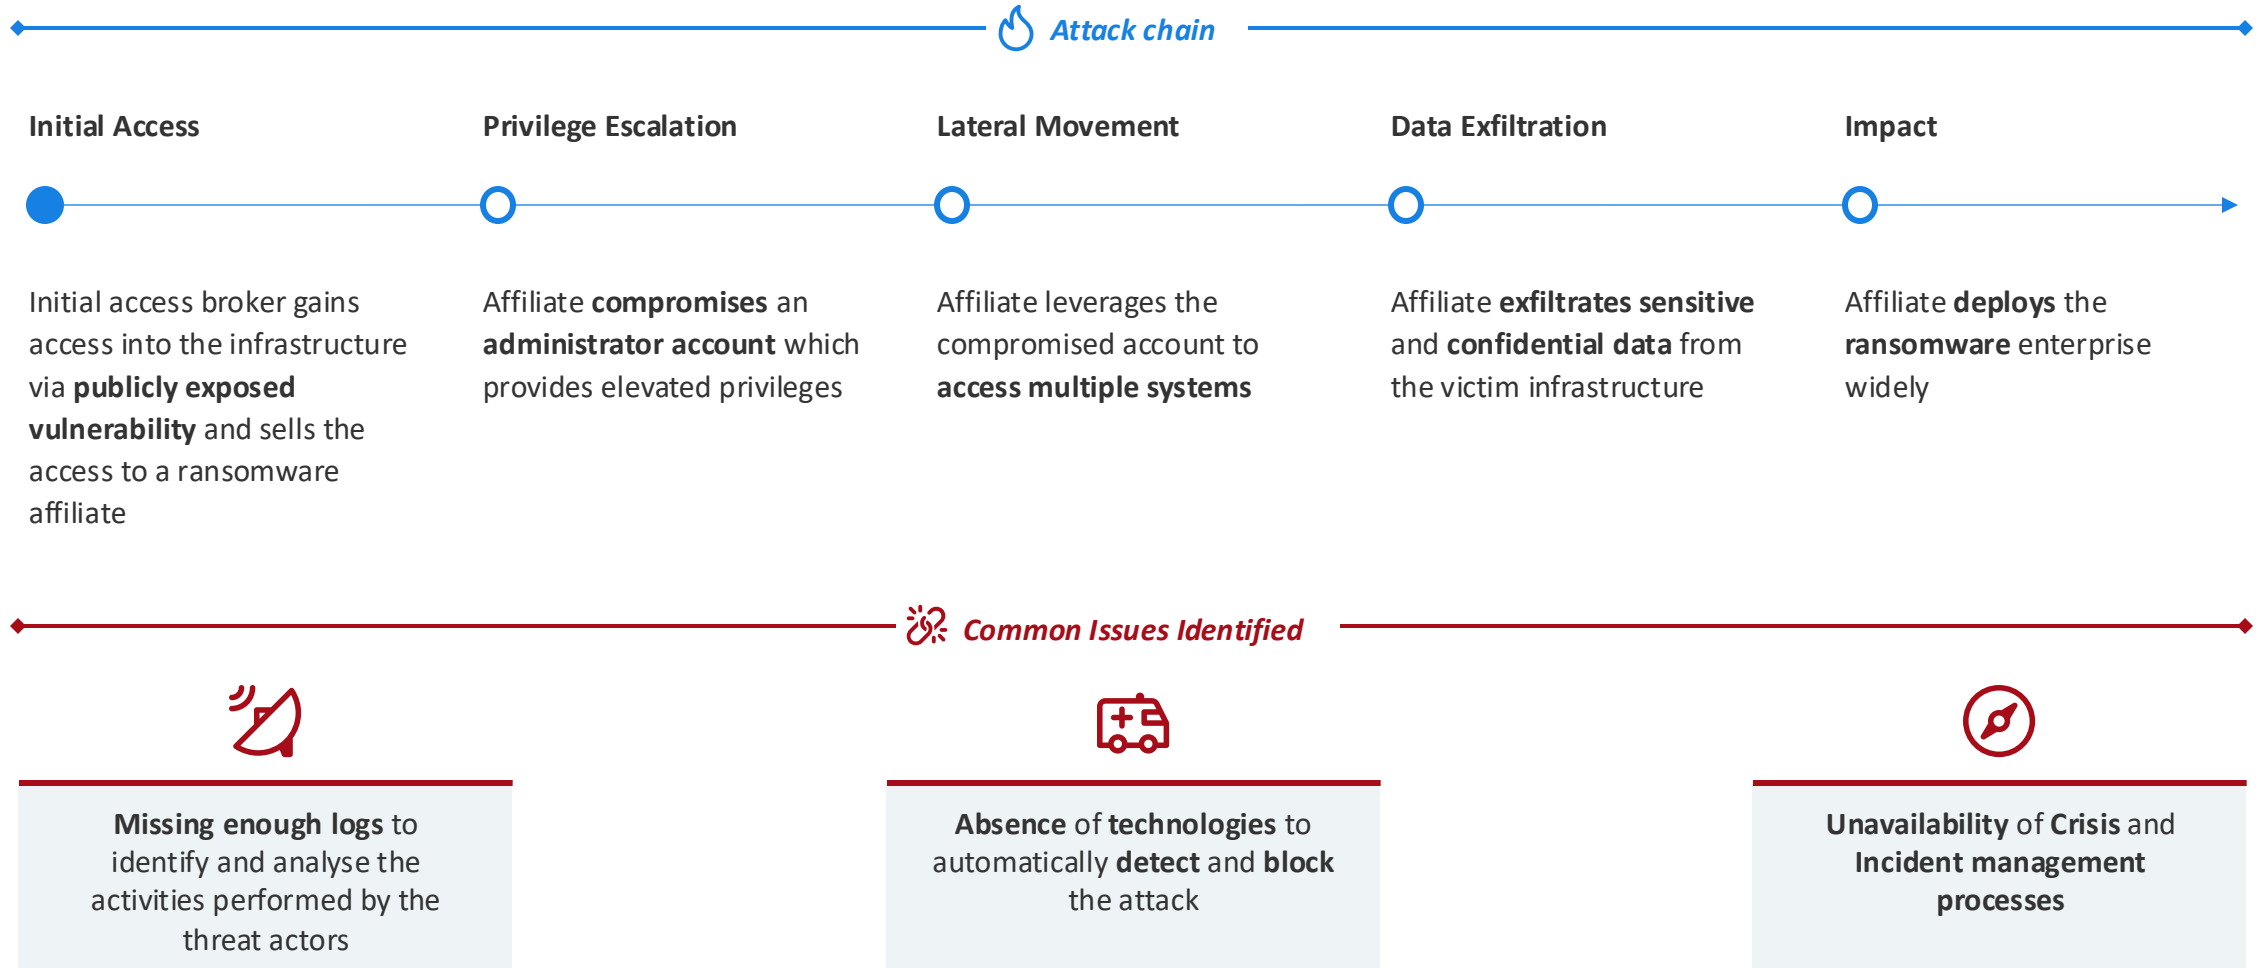 Attack chain
Initial Access
Privilege Escalation
Lateral Movement
Data Exfiltration
Impact
Initial access broker gains
access into the infrastructure
via publicly exposed
vulnerability and sells the
access to a ransomware
affiliate
Affiliate compromises an
administrator account which
provides elevated privileges
Affiliate leverages the
compromised account to
access multiple systems
Affiliate exfiltrates sensitive
and confidential data from
the victim infrastructure
Affiliate deploys the
ransomware enterprise
widely
Common Issues Identified
Missing enough logs to
identify and analyse the
activities performed by the
threat actors
Absence of technologies to
automatically detect and block
the attack
Unavailability of Crisis and
Incident management
processes